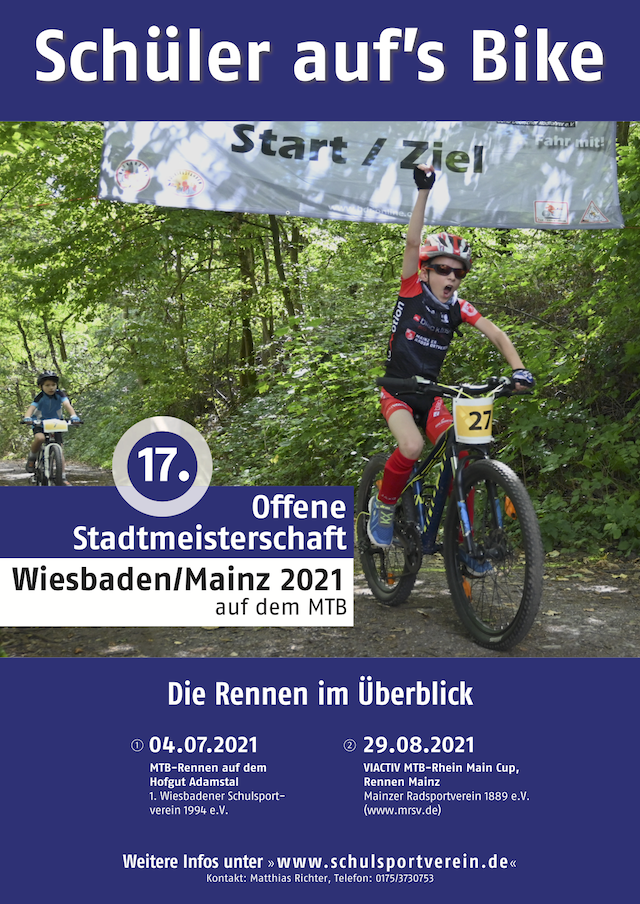 Schüler auf's Bike
Start / Ziel
Fahr mit!
27
17.
Offene
Stadtmeisterschaft
Wiesbaden/Mainz 2021
auf dem MTB
Die Rennen im Überblick
① 04.07.2021
MTB-Rennen auf dem
Hofgut Adamstal
1. Wiesbadener Schulsport-
verein 1994 e.V.
② 29.08.2021
VIACTIV MTB-Rhein Main Cup,
Rennen Mainz
Mainzer Radsportverein 1889 e.V.
(www.mrsv.de)
Weitere Infos unter »www.schulsportverein.de«
Kontakt: Matthias Richter, Telefon: 0175/3730753